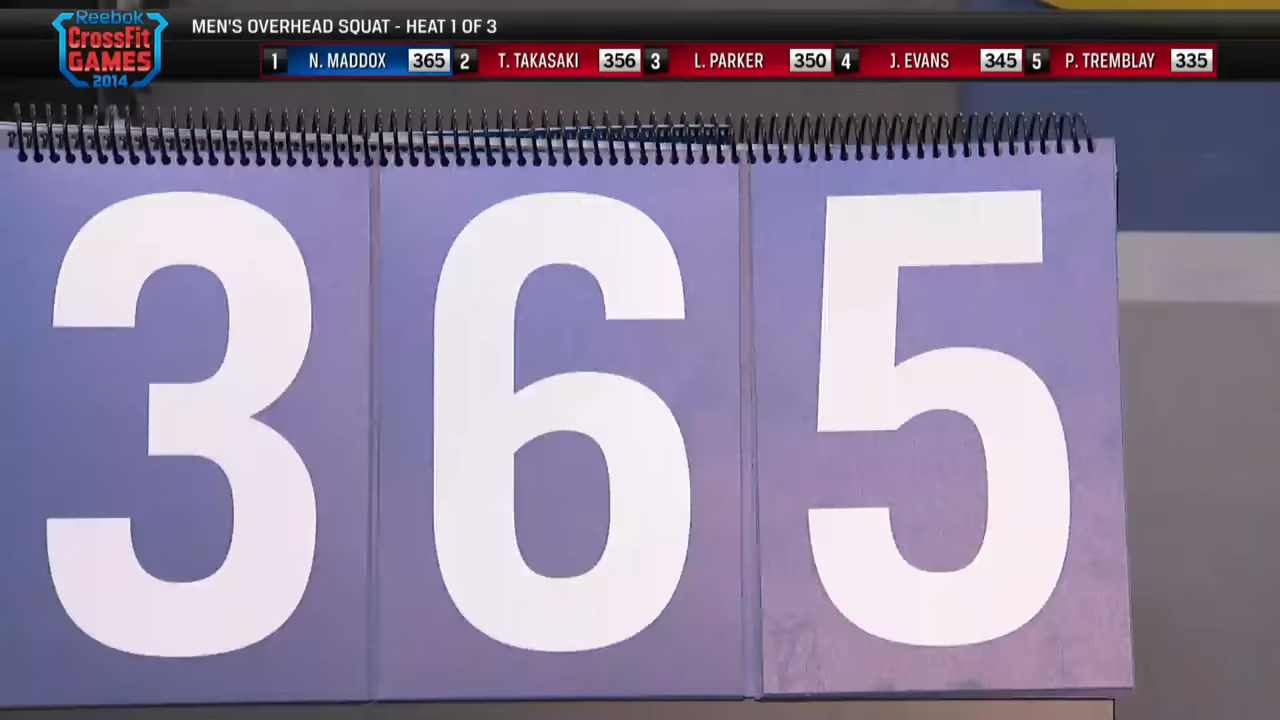 Reebok
CrossFit
GAMES
2014
MEN'S OVERHEAD SQUAT - HEAT 1 OF 3
1 N. MADDOX 365 2 T. TAKASAKI 356 3 L. PARKER 350 4 J. EVANS 345 5 P. TREMBLAY 335
365